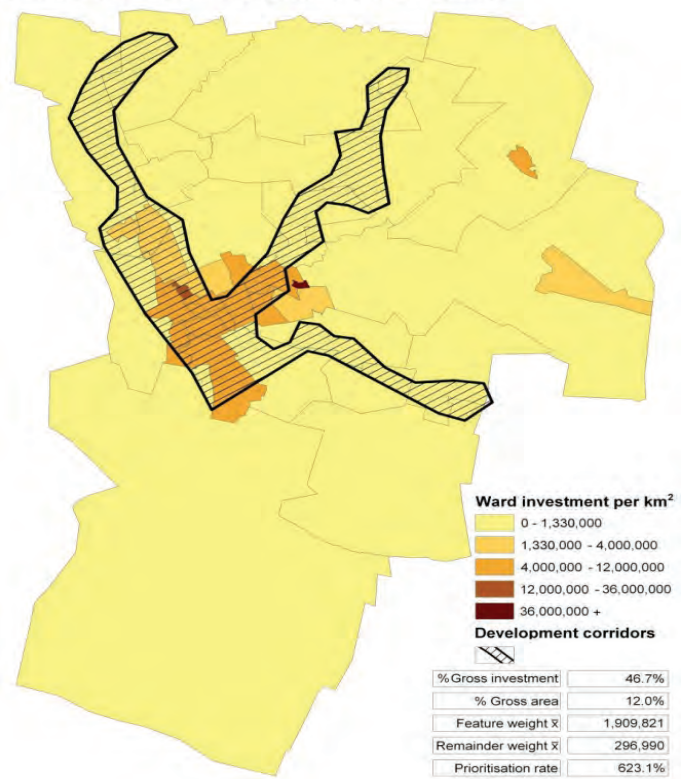 Ward investment per km²
0 - 1,330,000
1,330,000 - 4,000,000
4,000,000 - 12,000,000
12,000,000 - 36,000,000
36,000,000 +
Development corridors
%Gross investment 46.7%
% Gross area 12.0%
Feature weight x̄ 1,909,821
Remainder weight x̄ 296,990
Prioritisation rate 623.1%